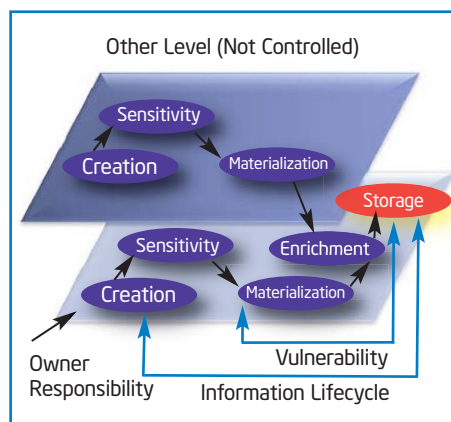 Other Level (Not Controlled)
Sensitivity
Creation
Materialization
Storage
Sensitivity
Enrichment
Creation
Materialization
Owner
Responsibility
Vulnerability
Information Lifecycle